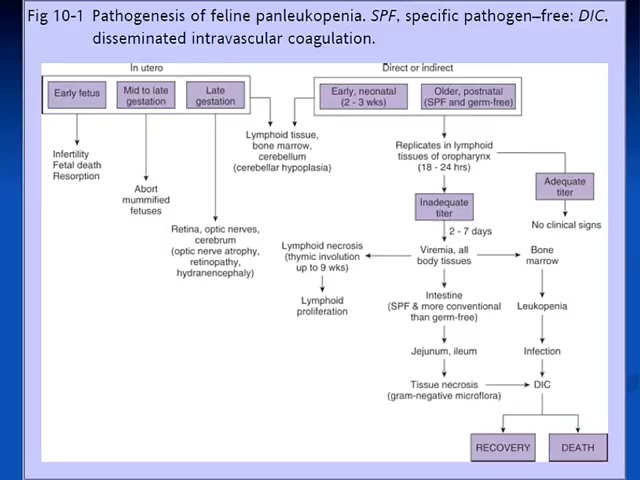 Fig 10-1 Pathogenesis of feline panleukopenia. SPF, specific pathogen–free; DIC,
disseminated intravascular coagulation.
In utero
Direct or indirect
Early fetus
Mid to late
gestation
Late
gestation
Early, neonatal
(2 - 3 wks)
Older, postnatal
(SPF and germ-free)
Infertility
Fetal death
Resorption
Abort
mummified
fetuses
Retina, optic nerves,
cerebrum
(optic nerve atrophy,
retinopathy,
hydranencephaly)
Lymphoid tissue,
bone marrow,
cerebellum
(cerebellar hypoplasia)
Replicates in lymphoid
tissues of oropharynx
(18 - 24 hrs)
Adequate
titer
No clinical signs
Inadequate
titer
2 - 7 days
Lymphoid necrosis
(thymic involution
up to 9 wks)
Lymphoid
proliferation
Viremia, all
body tissues
Bone
marrow
Intestine
(SPF & more conventional
than germ-free)
Leukopenia
Jejunum, ileum
Infection
Tissue necrosis
(gram-negative microflora)
DIC
RECOVERY
DEATH